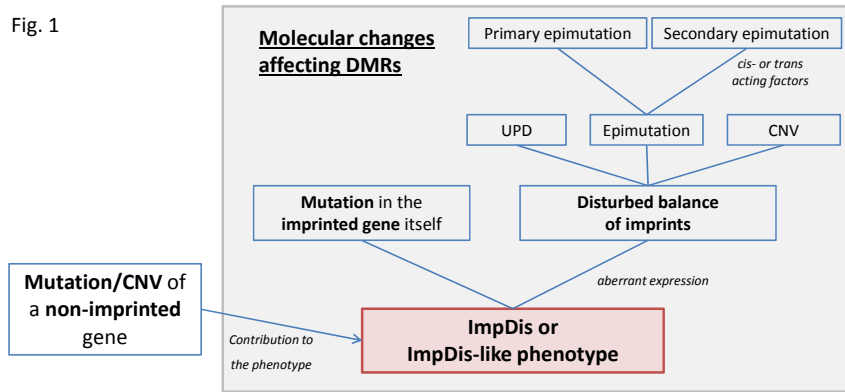 Fig. 1
Molecular changes
affecting DMRs
Primary epimutation
Secondary epimutation
cis- or trans
acting factors
UPD
Epimutation
CNV
Mutation in the
imprinted gene itself
Disturbed balance
of imprints
aberrant expression
Mutation/CNV of
a non-imprinted
gene
Contribution to
the phenotype
ImpDis or
ImpDis-like phenotype